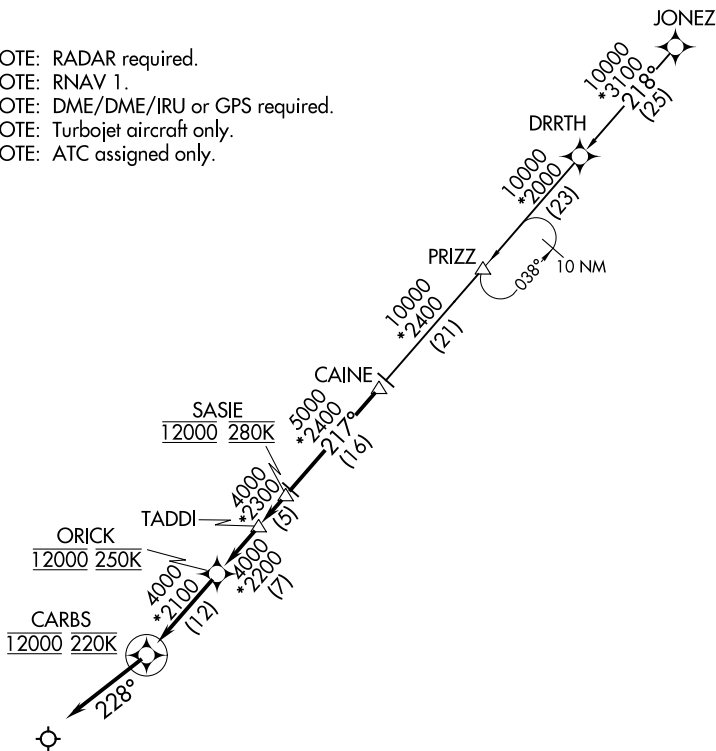 JONEZ
OTE: RADAR required.
OTE: RNAV 1.
OTE: DME/DME/IRU or GPS required.
OTE: Turbojet aircraft only.
OTE: ATC assigned only.
10000
*3100
218°
(25)
DRRTH
10000
*2000
(23)
PRIZZ
038°
10 NM
10000
*2400
(21)
CAINE
5000
*2400
217°
(16)
SASIE
12000 280K
4000
*2300
(5)
TADDI
4000
*2200
(7)
ORICK
12000 250K
4000
*2100
(12)
CARBS
12000 220K
228°